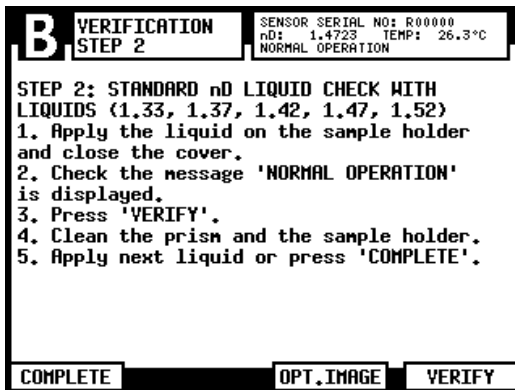 B
VERIFICATION
STEP 2
SENSOR SERIAL NO: R00000
nD: 1.4723 TEMP: 26.3°C
NORMAL OPERATION
STEP 2: STANDARD nD LIQUID CHECK WITH
LIQUIDS (1.33, 1.37, 1.42, 1.47, 1.52)
1. Apply the liquid on the sample holder
and close the cover.
2. Check the message 'NORMAL OPERATION'
is displayed.
3. Press 'VERIFY'.
4. Clean the prism and the sample holder.
5. Apply next liquid or press 'COMPLETE'.
COMPLETE OPT.IMAGE VERIFY